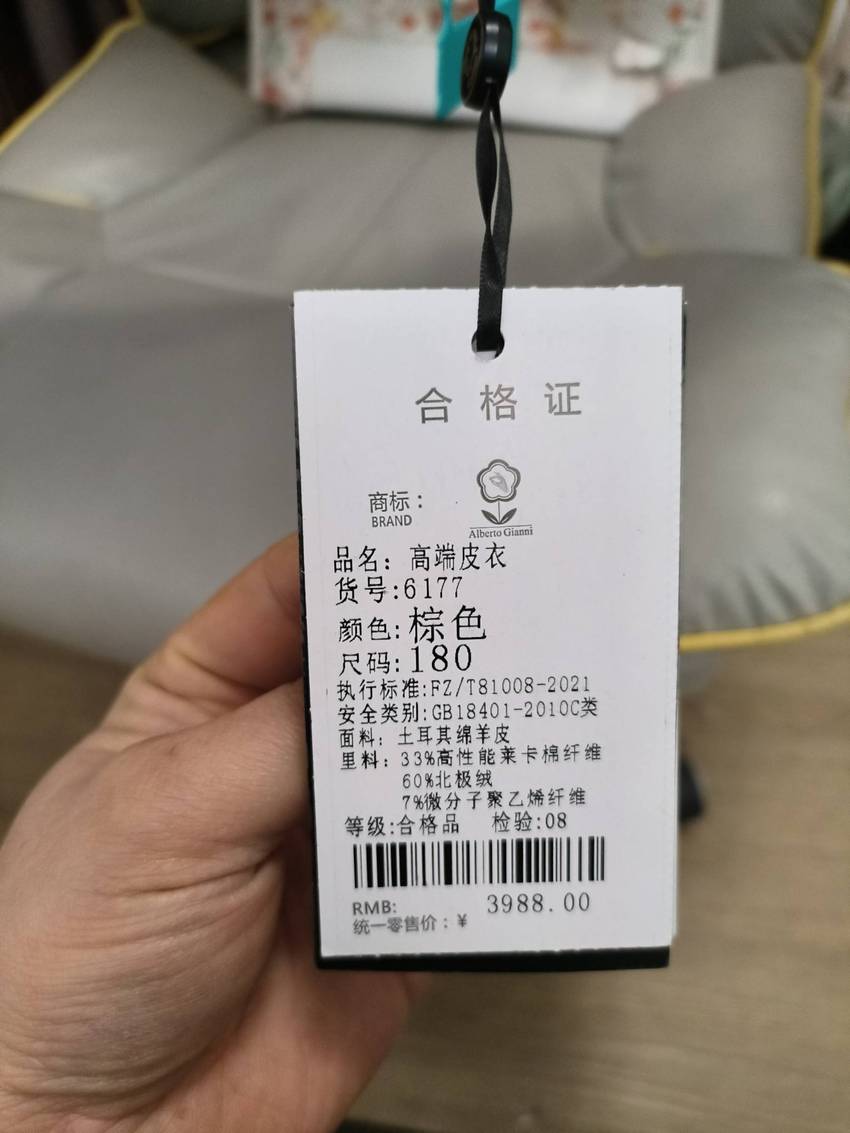 合格证
商标：
BRAND
Alberto Gianni
品名：高端皮衣
货号:6177
颜色:棕色
尺码:180
执行标准:FZ/T81008-2021
安全类别:GB18401-2010C类
面料：土耳其绵羊皮
里料：33%高性能莱卡棉纤维
60%北极绒
7%微分子聚乙烯纤维
等级:合格品 检验:08
RMB: 3988.00
统一零售价：¥